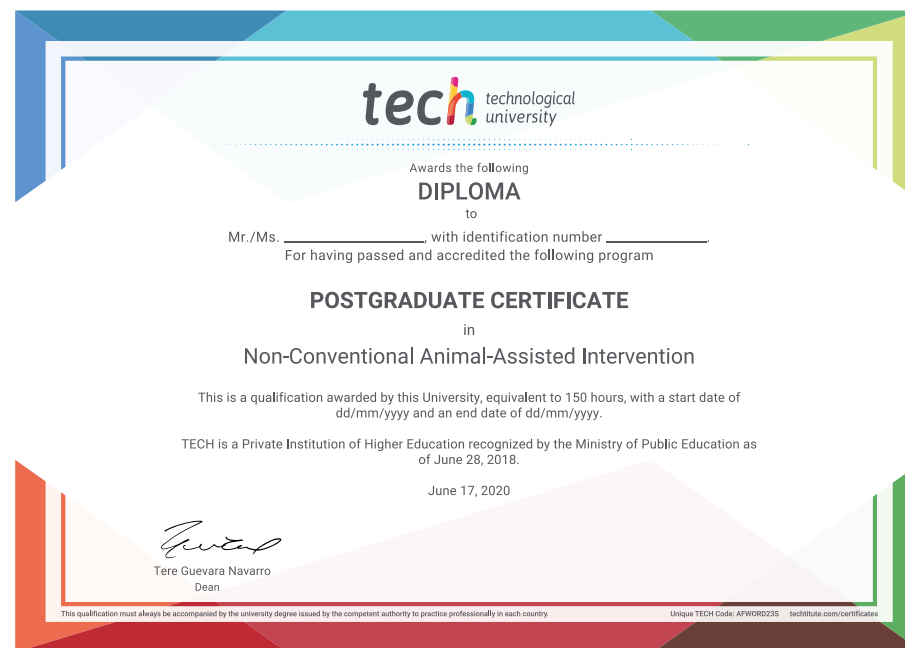 tech technological
university
Awards the following
DIPLOMA
to
Mr./Ms. ________________, with identification number ____________.
For having passed and accredited the following program
POSTGRADUATE CERTIFICATE
in
Non-Conventional Animal-Assisted Intervention
This is a qualification awarded by this University, equivalent to 150 hours, with a start date of
dd/mm/yyyy and an end date of dd/mm/yyyy.
TECH is a Private Institution of Higher Education recognized by the Ministry of Public Education as
of June 28, 2018.
June 17, 2020
Tere Guevara Navarro
Dean
This qualification must always be accompanied by the university degree issued by the competent authority to practice professionally in each country. Unique TECH Code: AFWORD23S techtitute.com/certificates